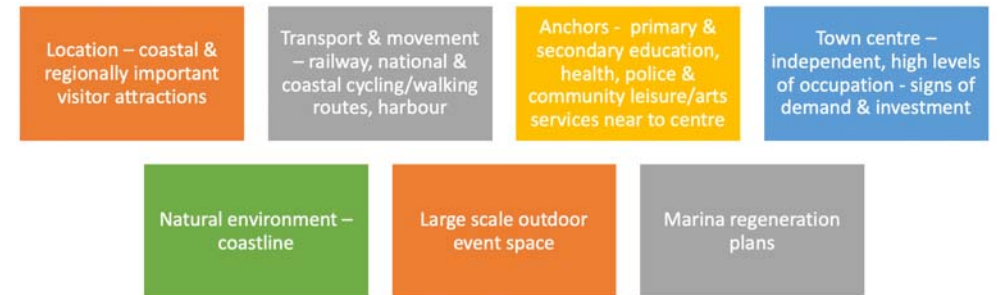 Location – coastal &
regionally important
visitor attractions
Transport & movement
– railway, national &
coastal cycling/walking
routes, harbour
Anchors -  primary &
secondary education,
health, police &
community leisure/arts
services near to centre
Town centre –
independent, high levels
of occupation - signs of
demand & investment
Natural environment –
coastline
Large scale outdoor
event space
Marina regeneration
plans